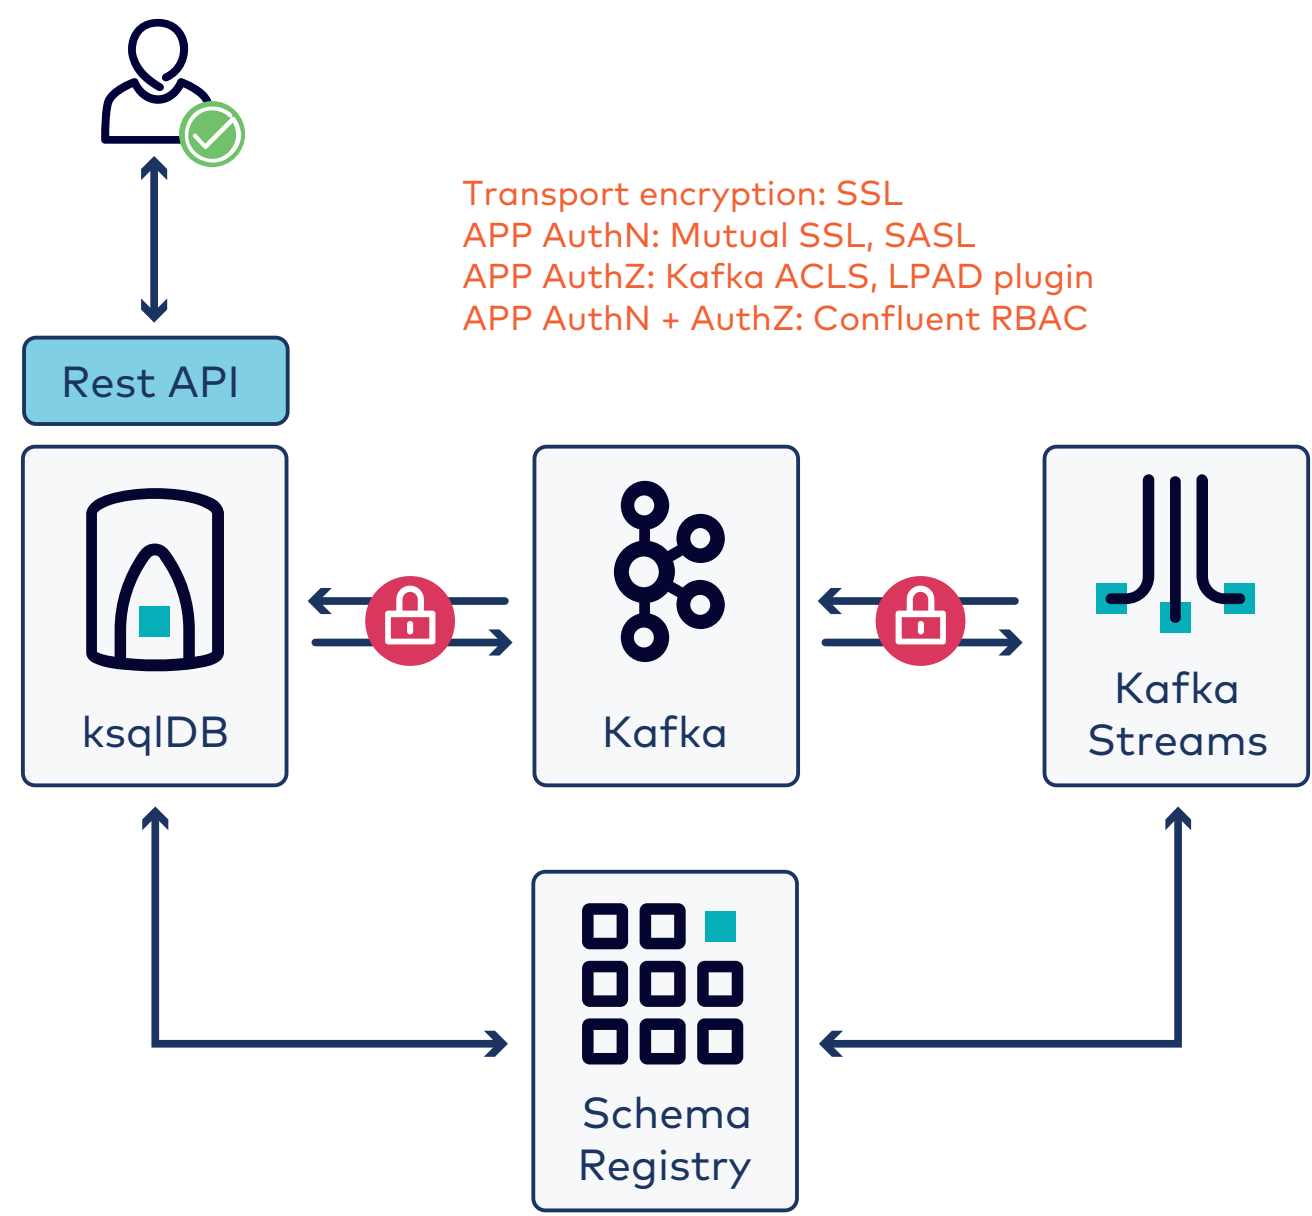 Transport encryption: SSL
APP AuthN: Mutual SSL, SASL
APP AuthZ: Kafka ACLS, LPAD plugin
APP AuthN + AuthZ: Confluent RBAC
Rest API
ksqlDB
Kafka
Kafka
Streams
Schema
Registry